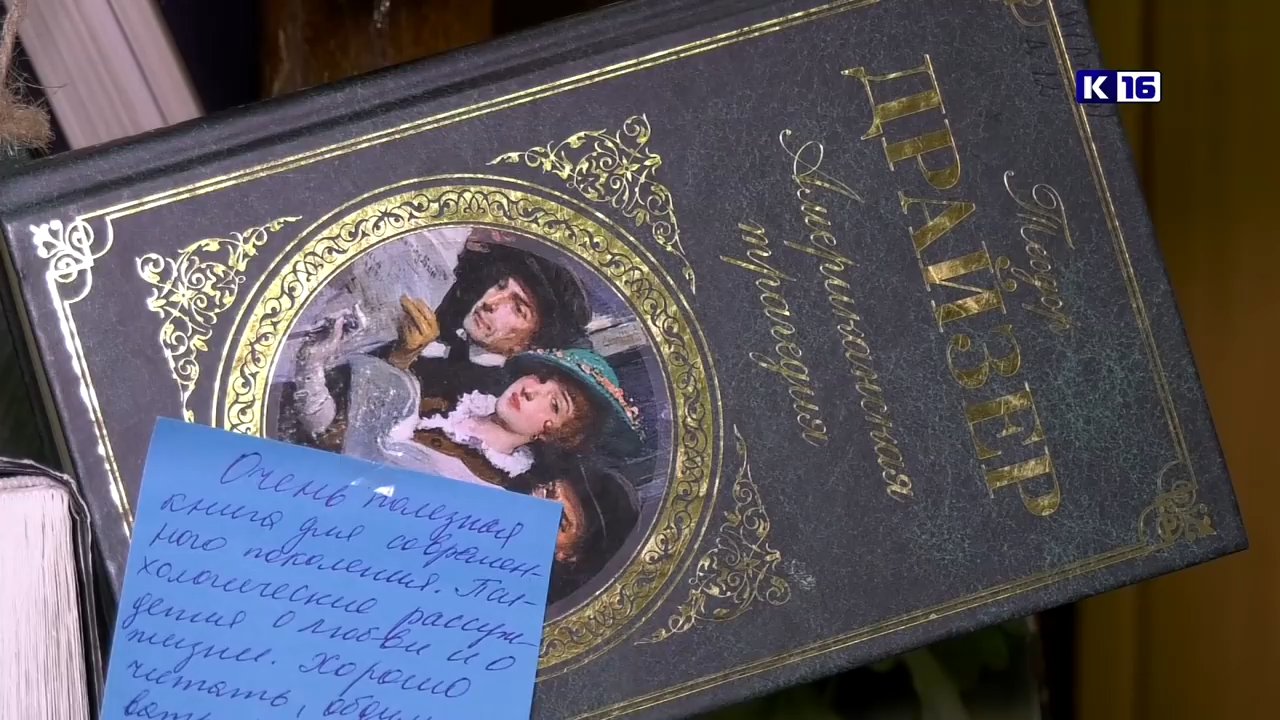 К 16
Теодор
ДРАЙЗЕР
Американская
трагедия
Очень полезная
книга для современ-
ного поколения. Пси-
хологические рассуж-
дения о любви и о
жизни. Хорошо
читать,